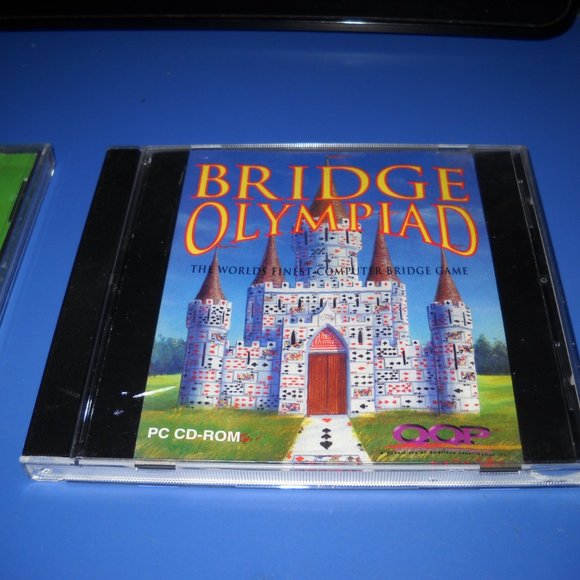 BRIDGE
OLYMPIAD
THE WORLDS FINEST COMPUTER BRIDGE GAME
PC CD-ROM
QQP